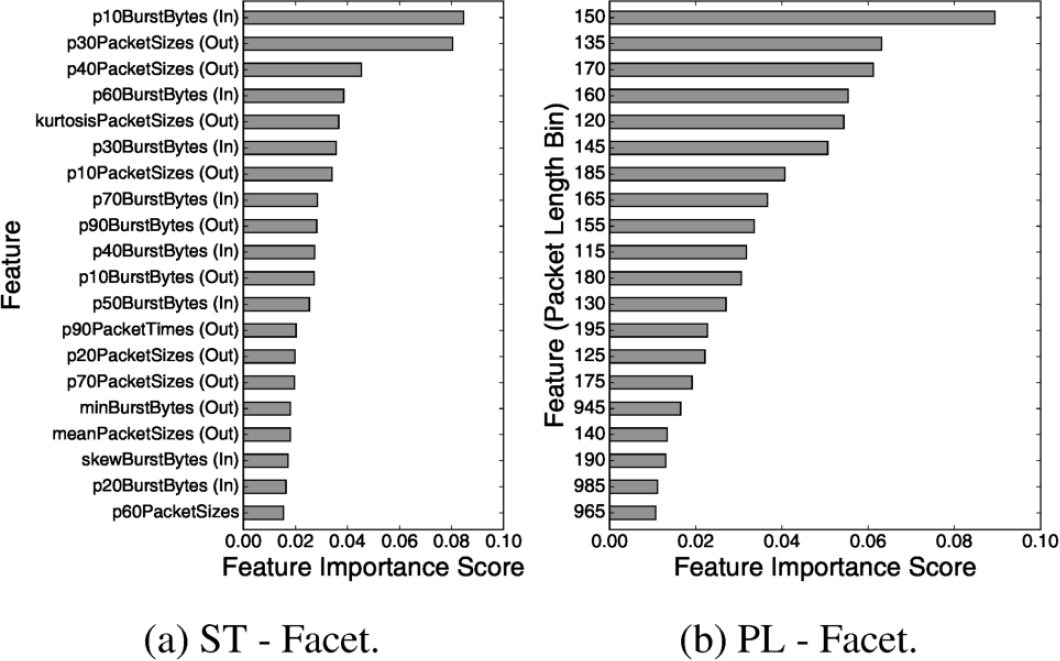 Feature
p10BurstBytes (In)
p30PacketSizes (Out)
p40PacketSizes (Out)
p60BurstBytes (In)
kurtosisPacketSizes (Out)
p30BurstBytes (In)
p10PacketSizes (Out)
p70BurstBytes (In)
p90BurstBytes (Out)
p40BurstBytes (In)
p10BurstBytes (Out)
p50BurstBytes (In)
p90PacketTimes (Out)
p20PacketSizes (Out)
p70PacketSizes (Out)
minBurstBytes (Out)
meanPacketSizes (Out)
skewBurstBytes (In)
p20BurstBytes (In)
p60PacketSizes
0.00 0.02 0.04 0.06 0.08 0.10
Feature Importance Score
(a) ST - Facet.
Feature (Packet Length Bin)
150
135
170
160
120
145
185
165
155
115
180
130
195
125
175
945
140
190
985
965
0.00 0.02 0.04 0.06 0.08 0.10
Feature Importance Score
(b) PL - Facet.